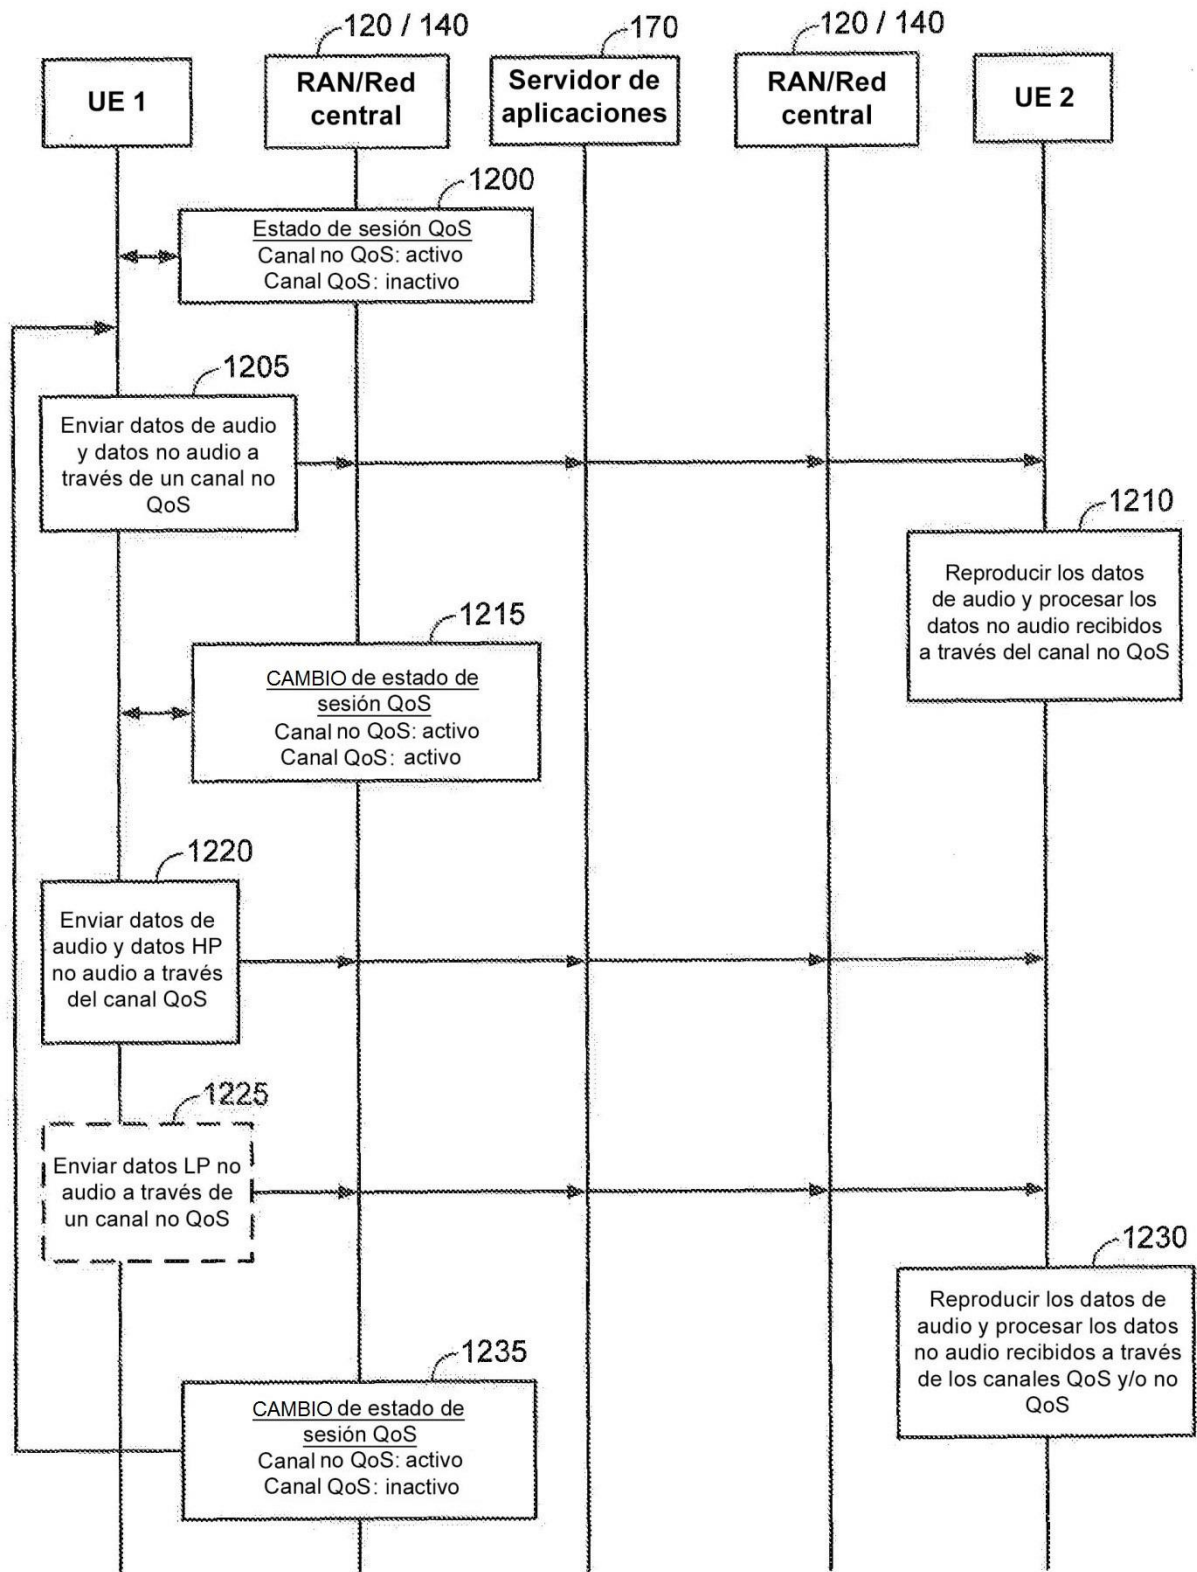 120 / 140
170
120 / 140
UE 1
RAN/Red
central
Servidor de
aplicaciones
RAN/Red
central
UE 2
1200
Estado de sesión QoS
Canal no QoS: activo
Canal QoS: inactivo
1205
Enviar datos de audio
y datos no audio a
través de un canal no
QoS
1210
Reproducir los datos
de audio y procesar los
datos no audio recibidos
a través del canal no QoS
1215
CAMBIO de estado de
sesión QoS
Canal no QoS: activo
Canal QoS: activo
1220
Enviar datos de
audio y datos HP
no audio a través
del canal QoS
1225
Enviar datos LP no
audio a través de
un canal no QoS
1230
Reproducir los datos de
audio y procesar los datos
no audio recibidos a través
de los canales QoS y/o no
QoS
1235
CAMBIO de estado de
sesión QoS
Canal no QoS: activo
Canal QoS: inactivo